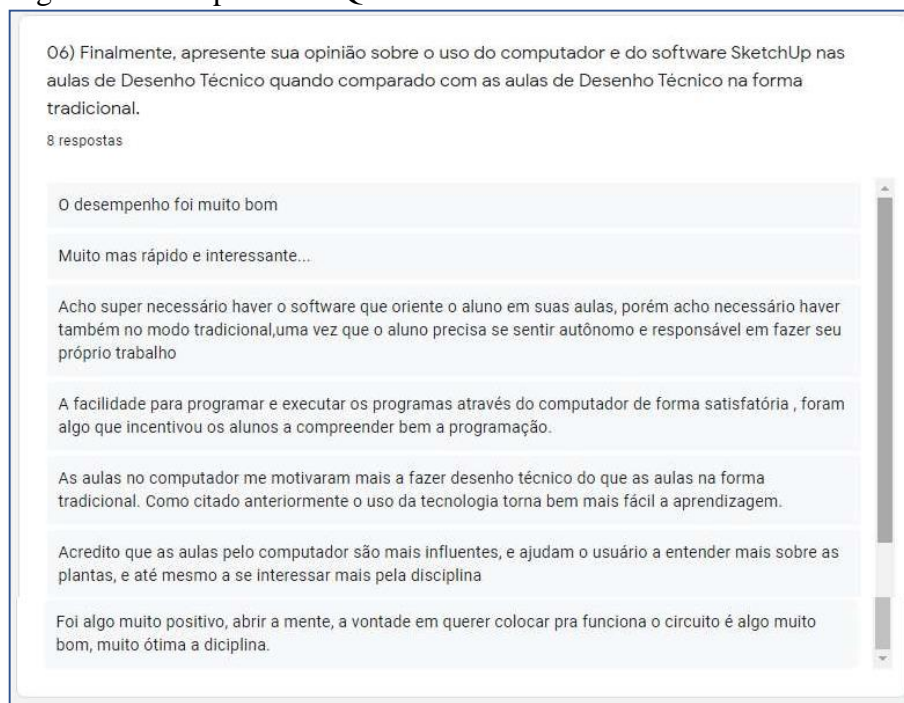 06) Finalmente, apresente sua opinião sobre o uso do computador e do software SketchUp nas
aulas de Desenho Técnico quando comparado com as aulas de Desenho Técnico na forma
tradicional.
8 respostas
O desempenho foi muito bom
Muito mas rápido e interessante...
Acho super necessário haver o software que oriente o aluno em suas aulas, porém acho necessário haver
também no modo tradicional,uma vez que o aluno precisa se sentir autônomo e responsável em fazer seu
próprio trabalho
A facilidade para programar e executar os programas através do computador de forma satisfatória , foram
algo que incentivou os alunos a compreender bem a programação.
As aulas no computador me motivaram mais a fazer desenho técnico do que as aulas na forma
tradicional. Como citado anteriormente o uso da tecnologia torna bem mais fácil a aprendizagem.
Acredito que as aulas pelo computador são mais influentes, e ajudam o usuário a entender mais sobre as
plantas, e até mesmo a se interessar mais pela disciplina
Foi algo muito positivo, abrir a mente, a vontade em querer colocar pra funciona o circuito é algo muito
bom, muito ótima a diciplina.